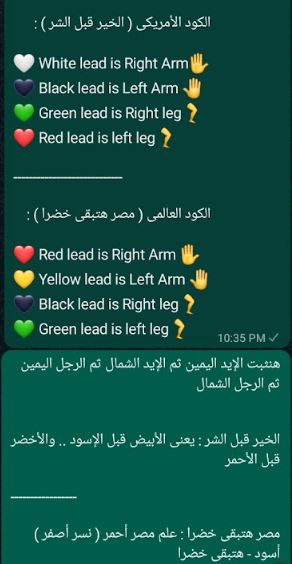 الكود الأمريكى ( الخير قبل الشر ) :
🤍 White lead is Right Arm🖐
🖤 Black lead is Left Arm 🤚
💚 Green lead is Right leg 🦵
❤️ Red lead is left leg 🦵
--------------------------
الكود العالمى ( مصر هتبقى خضرا ) :
❤️ Red lead is Right Arm 🖐
💛 Yellow lead is Left Arm 🤚
🖤 Black lead is Right leg 🦵
💚 Green lead is left leg 🦵
10:35 PM ✓
هنثبت الإيد اليمين ثم الإيد الشمال ثم الرجل اليمين
ثم الرجل الشمال
الخير قبل الشر : يعنى الأبيض قبل الإسود .. والأخضر
قبل الأحمر
----------------
مصر هتبقى خضرا : علم مصر أحمر ( نسر أصفر )
أسود - هتبقى خضرا